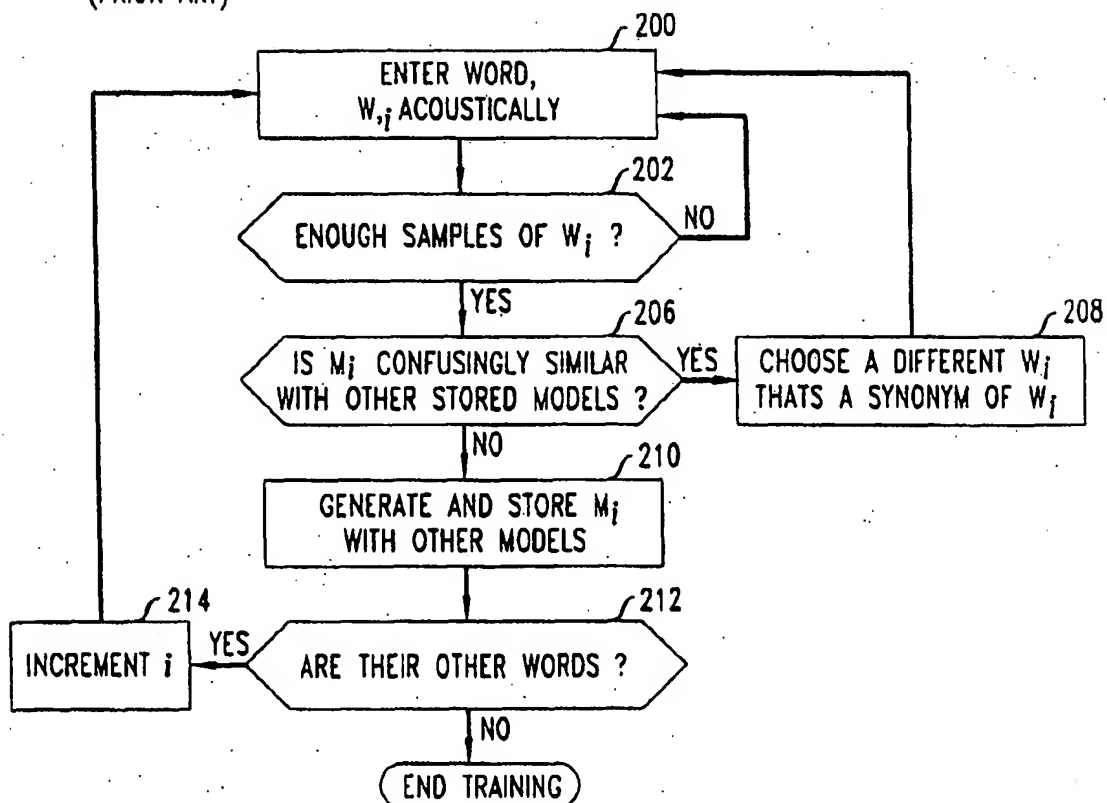 (PRIOR ART)
200
ENTER WORD,
W,i ACOUSTICALLY
202
ENOUGH SAMPLES OF Wi ?
NO
YES
206
IS Mi CONFUSINGLY SIMILAR
WITH OTHER STORED MODELS ?
YES
208
CHOOSE A DIFFERENT Wi
THATS A SYNONYM OF Wi
NO
210
GENERATE AND STORE Mi
WITH OTHER MODELS
212
ARE THEIR OTHER WORDS ?
YES
214
INCREMENT i
NO
END TRAINING